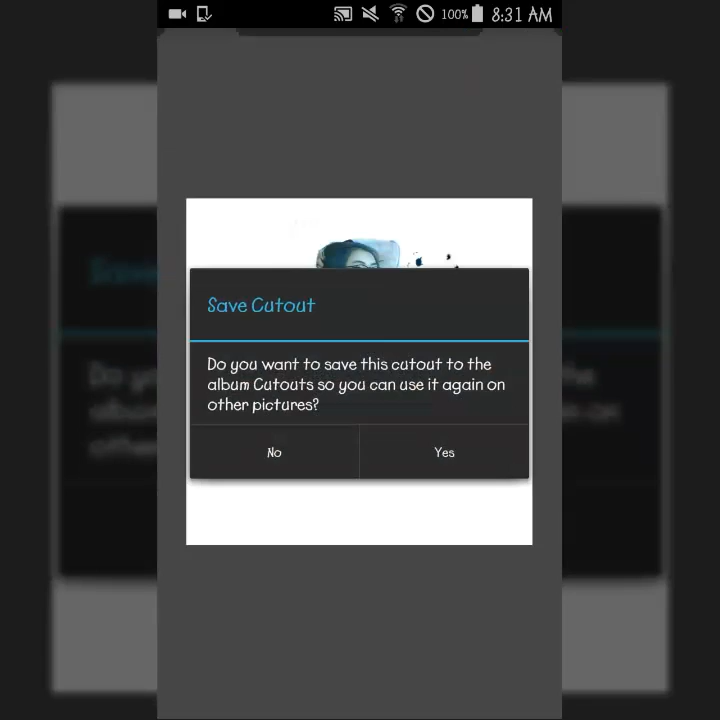 100% 8:31 AM
Save Cutout
Do you want to save this cutout to the
album Cutouts so you can use it again on
other pictures?
No
Yes